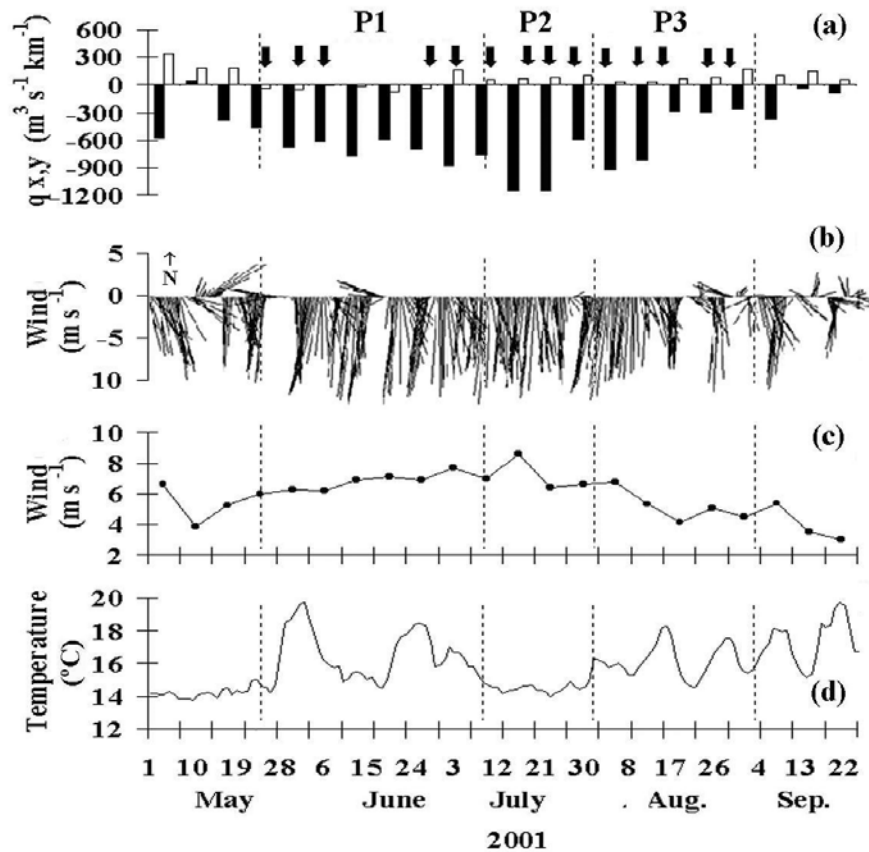 P1 P2 P3 (a)
600
300
0
-300
-600
-900
-1200
q x,y (m³ s⁻¹ km⁻¹)
(b)
5
0
-5
10
N
Wind
(m s⁻¹)
(c)
10
8
6
4
2
Wind
(m s⁻¹)
20
18
16
14
12
Temperature
(ºC)
(d)
1 10 19 28 6 15 24 3 12 21 30 8 17 26 4 13 22
May June July . Aug. Sep.
2001